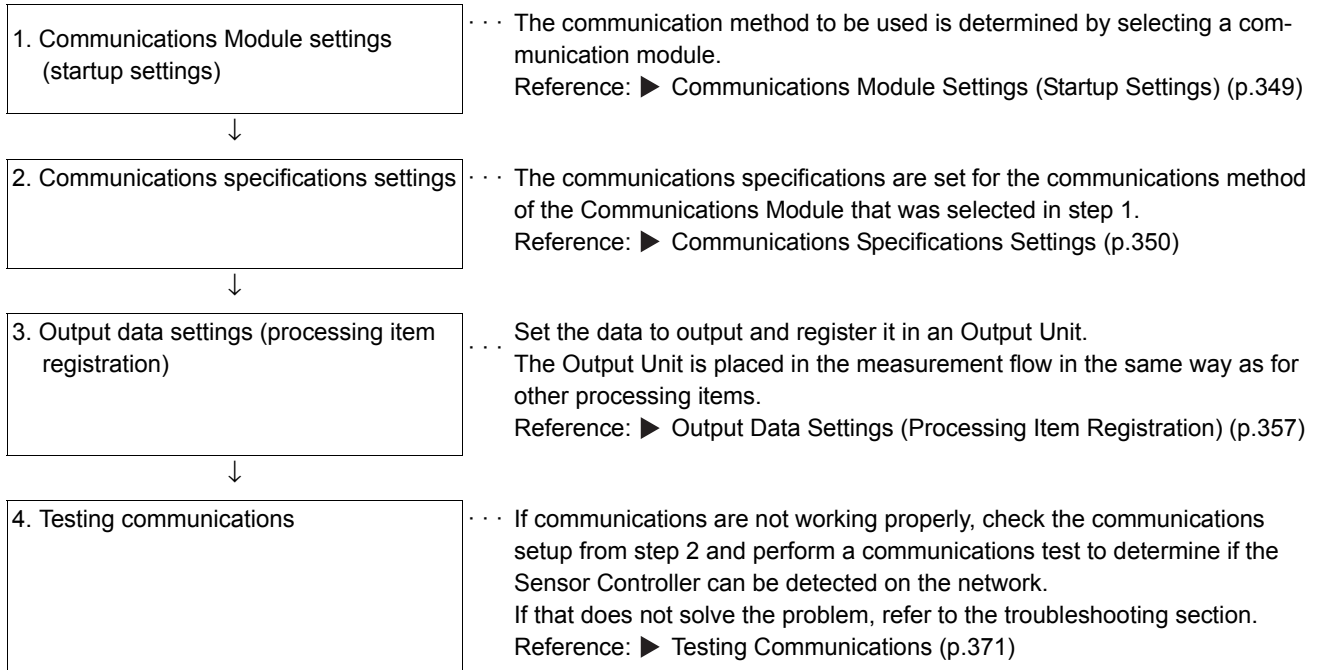 1. Communications Module settings
(startup settings)
· · · The communication method to be used is determined by selecting a com-
munication module.
Reference: ▶ Communications Module Settings (Startup Settings) (p.349)
↓
2. Communications specifications settings
· · · The communications specifications are set for the communications method
of the Communications Module that was selected in step 1.
Reference: ▶ Communications Specifications Settings (p.350)
↓
3. Output data settings (processing item
registration)
· · · Set the data to output and register it in an Output Unit.
The Output Unit is placed in the measurement flow in the same way as for
other processing items.
Reference: ▶ Output Data Settings (Processing Item Registration) (p.357)
↓
4. Testing communications
· · · If communications are not working properly, check the communications
setup from step 2 and perform a communications test to determine if the
Sensor Controller can be detected on the network.
If that does not solve the problem, refer to the troubleshooting section.
Reference: ▶ Testing Communications (p.371)